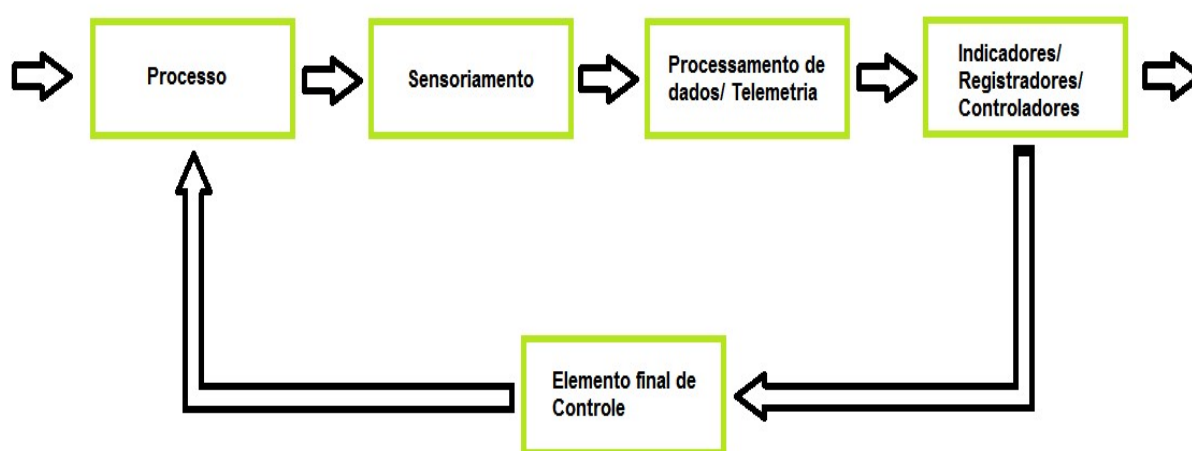 Processo
Sensoriamento
Processamento de
dados/ Telemetria
Indicadores/
Registradores/
Controladores
Elemento final de
Controle